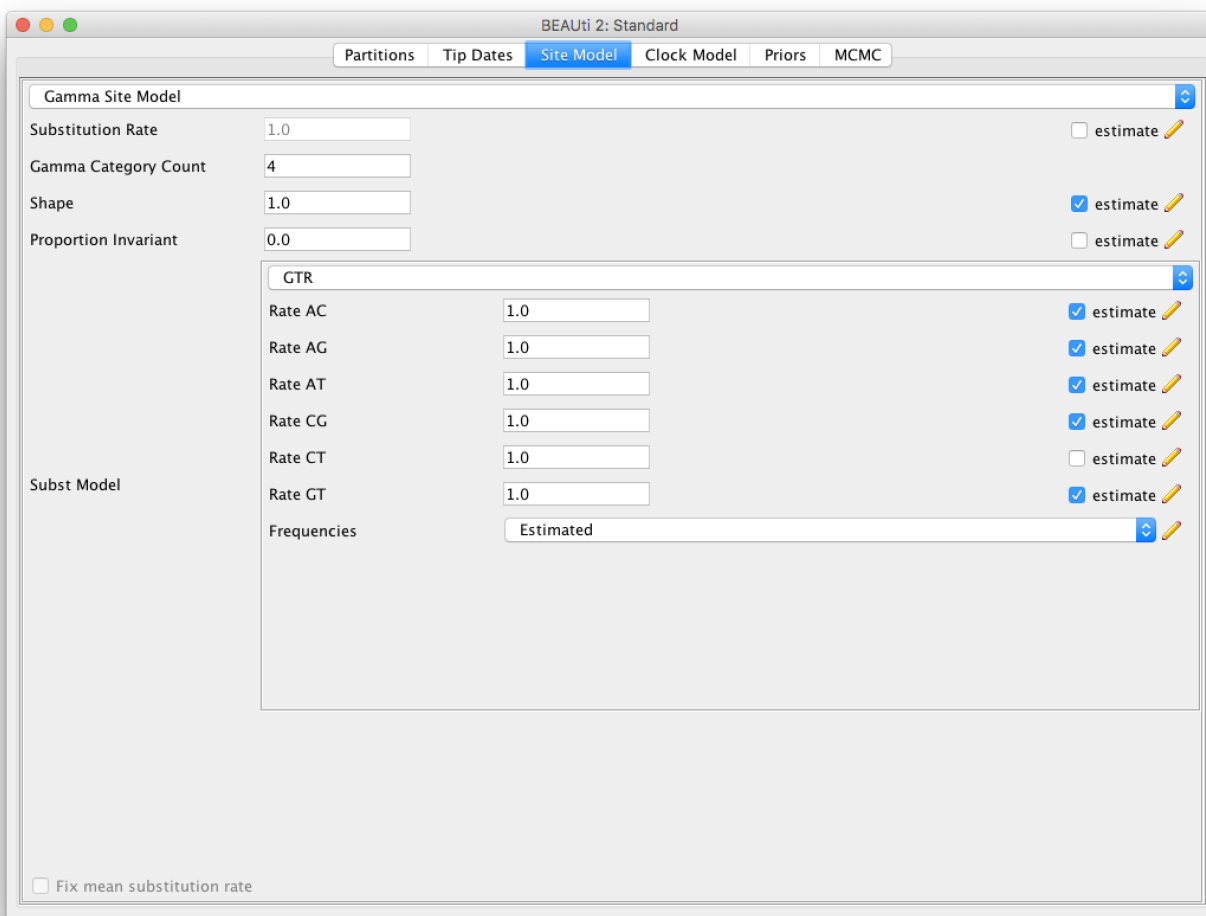 BEAUti 2: Standard
Partitions Tip Dates Site Model Clock Model Priors MCMC
Gamma Site Model
Substitution Rate 1.0 estimate
Gamma Category Count 4
Shape 1.0 estimate
Proportion Invariant 0.0 estimate
GTR
Rate AC 1.0 estimate
Rate AG 1.0 estimate
Rate AT 1.0 estimate
Rate CG 1.0 estimate
Rate CT 1.0 estimate
Subst Model
Rate GT 1.0 estimate
Frequencies Estimated
Fix mean substitution rate